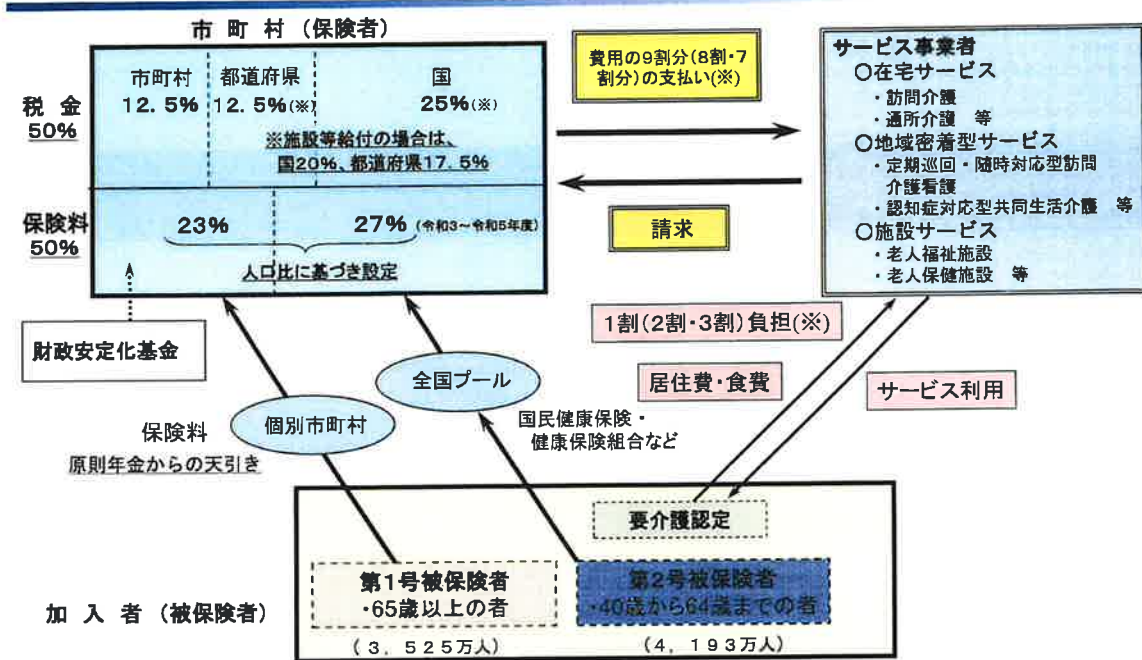 市 町 村 (保険者)
市町村
12.5%
都道府県
12.5%(※)
国
25%(※)
税 金
50%
※施設等給付の場合は、
国20%、都道府県17.5%
保険料
50%
23%
27% (令和3~令和5年度)
人口比に基づき設定
財政安定化基金
費用の9割分(8割・7
割分)の支払い(※)
請求
サービス事業者
○在宅サービス
・訪問介護
・通所介護 等
○地域密着型サービス
・定期巡回・随時対応型訪問
介護看護
・認知症対応型共同生活介護 等
○施設サービス
・老人福祉施設
・老人保健施設 等
1割(2割・3割)負担(※)
居住費・食費
サービス利用
全国プール
国民健康保険・
健康保険組合など
個別市町村
保険料
原則年金からの天引き
要介護認定
第1号被保険者
・65歳以上の者
第2号被保険者
・40歳から64歳までの者
加 入 者 (被保険者)
(3,525万人)
(4,193万人)